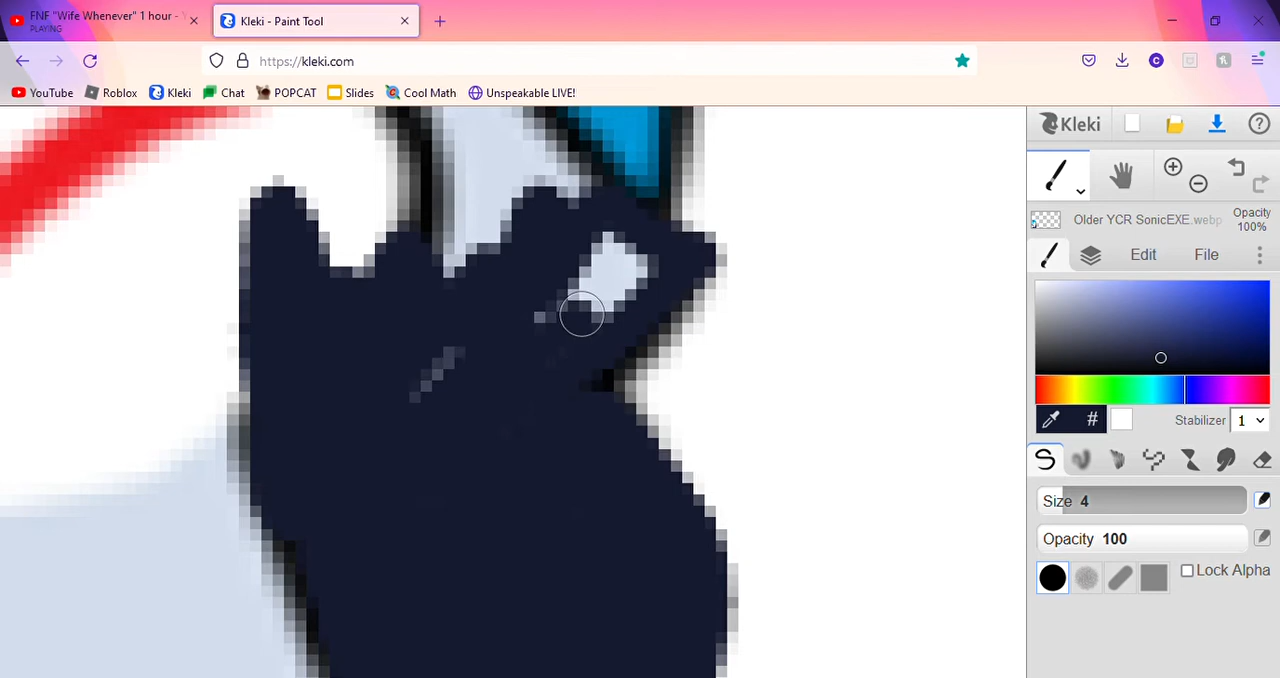 FNF "Wife Whenever" 1 hour -
PLAYING
Kleki - Paint Tool
https://kleki.com
YouTube
Roblox
Kleki
Chat
POPCAT
Slides
Cool Math
Unspeakable LIVE!
Kleki
?
Older YCR SonicEXE.webp
Opacity
100%
Edit
File
#
Stabilizer 1
Size 4
Opacity 100
Lock Alpha